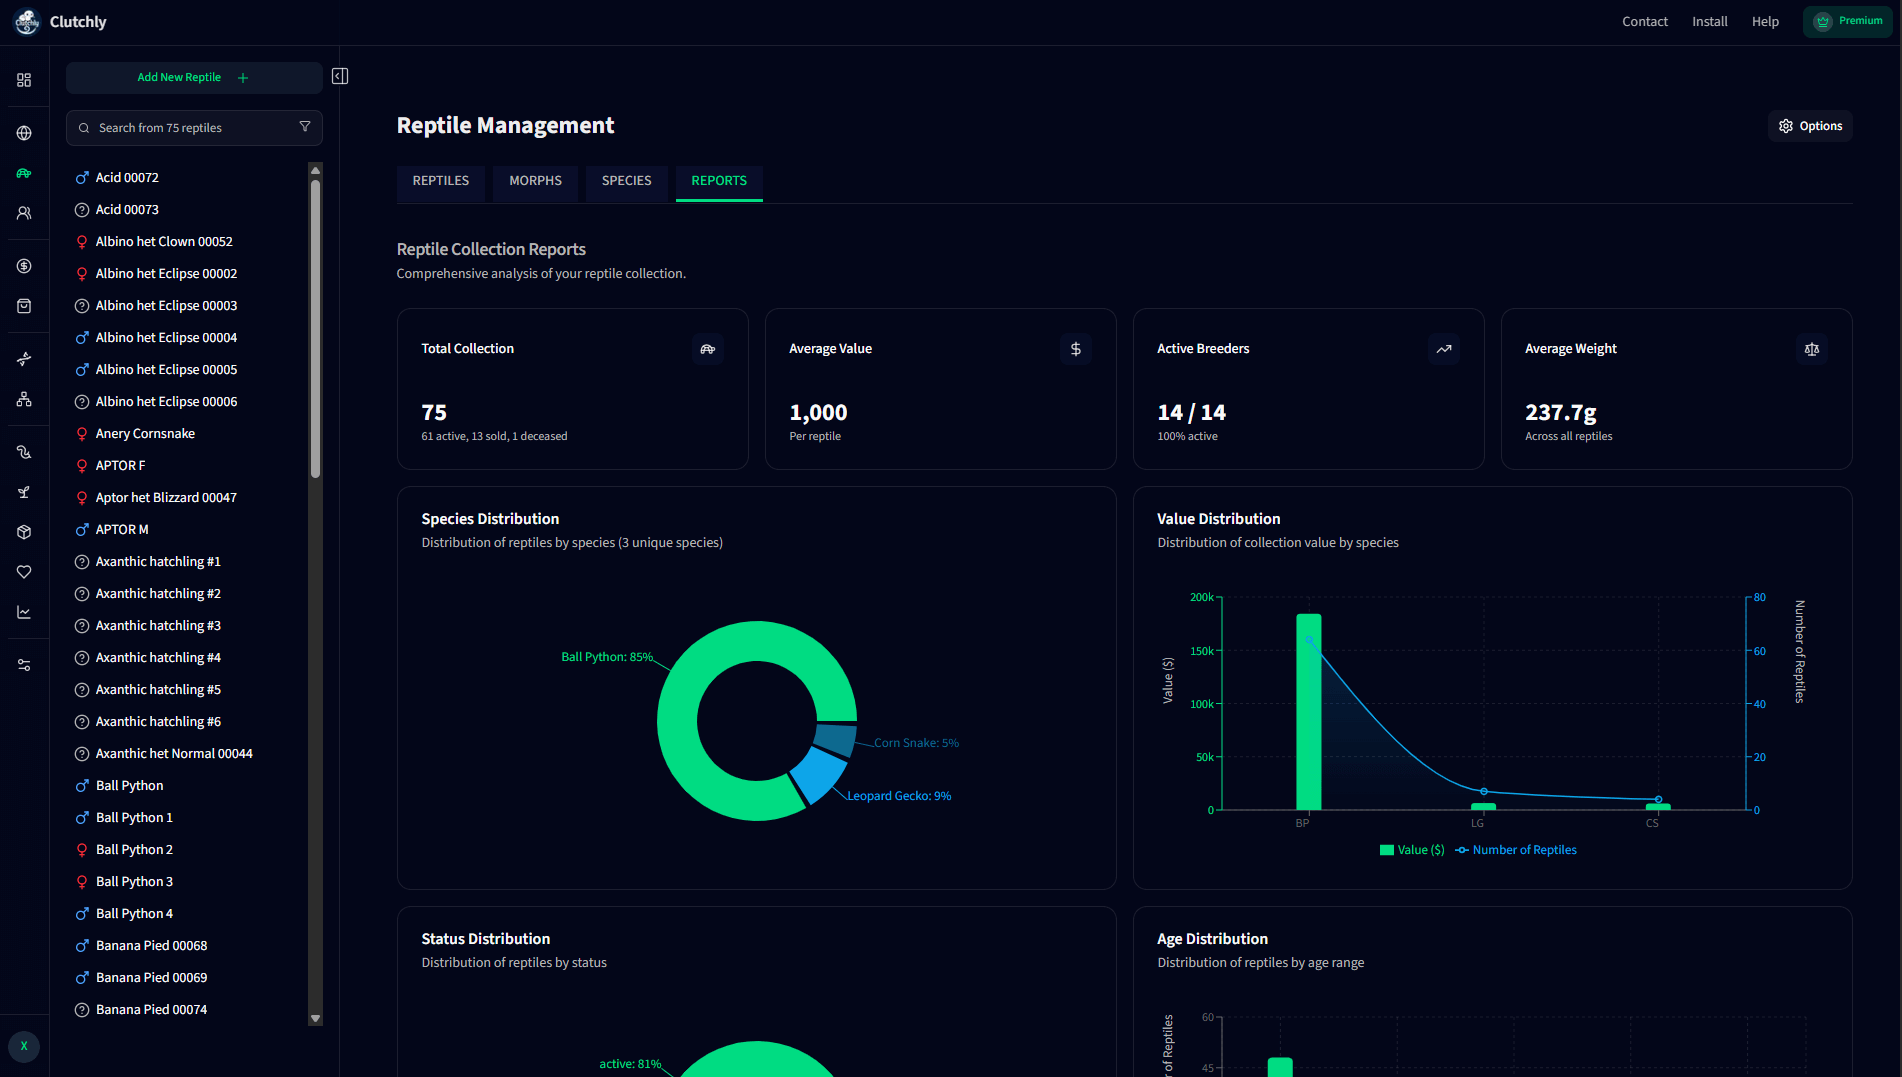 Clutchly
Contact
Install
Help
Premium
Add New Reptile
Search from 75 reptiles
Acid 00072
Acid 00073
Albino het Clown 00052
Albino het Eclipse 00002
Albino het Eclipse 00003
Albino het Eclipse 00004
Albino het Eclipse 00005
Albino het Eclipse 00006
Anery Cornsnake
APTOR F
Aptor het Blizzard 00047
APTOR M
Axanthic hatchling #1
Axanthic hatchling #2
Axanthic hatchling #3
Axanthic hatchling #4
Axanthic hatchling #5
Axanthic hatchling #6
Axanthic het Normal 00044
Ball Python
Ball Python 1
Ball Python 2
Ball Python 3
Ball Python 4
Banana Pied 00068
Banana Pied 00069
Banana Pied 00074
X
Reptile Management
Options
REPTILES
MORPHS
SPECIES
REPORTS
Reptile Collection Reports
Comprehensive analysis of your reptile collection.
Total Collection
75
61 active, 13 sold, 1 deceased
Average Value
1,000
Per reptile
Active Breeders
14 / 14
100% active
Average Weight
237.7g
Across all reptiles
Species Distribution
Distribution of reptiles by species (3 unique species)
Ball Python: 85%
Corn Snake: 5%
Leopard Gecko: 9%
Value Distribution
Distribution of collection value by species
200k
150k
100k
50k
0
Value ($)
80
60
40
20
0
Number of Reptiles
BP
LG
CS
Value ($)
Number of Reptiles
Status Distribution
Distribution of reptiles by status
active: 81%
Age Distribution
Distribution of reptiles by age range
60
45
r of Reptiles